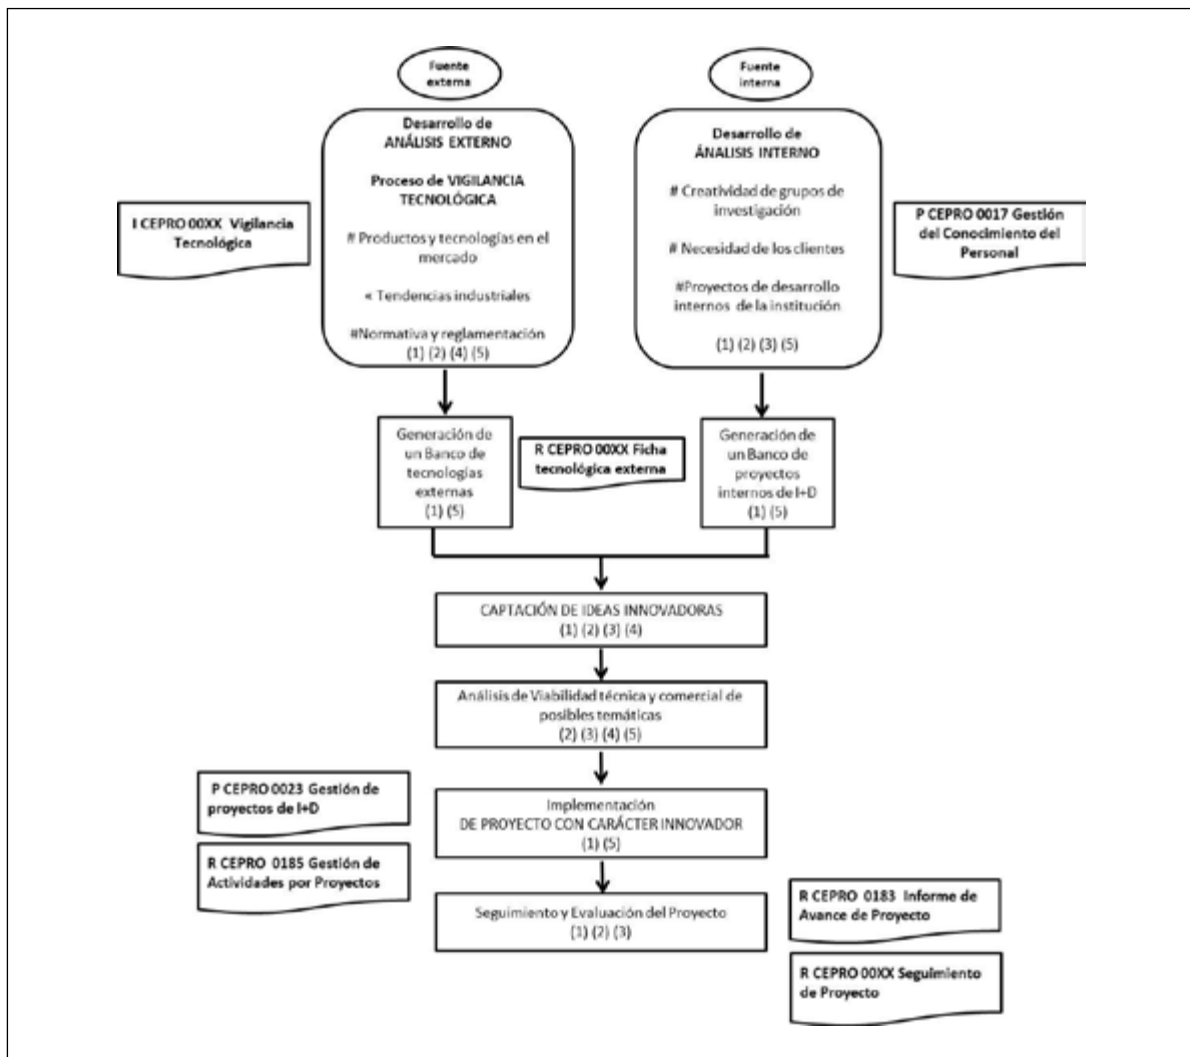 Fuente
externa
Fuente
interna
Desarrollo de
ANÁLISIS EXTERNO
Proceso de VIGILANCIA
TECNOLÓGICA
# Productos y tecnologías en el
mercado
« Tendencias industriales
#Normativa y reglamentación
(1) (2) (4) (5)
Desarrollo de
ÁNALISIS INTERNO
# Creatividad de grupos de
investigación
# Necesidad de los clientes
#Proyectos de desarrollo
internos de la institución
(1) (2) (3) (5)
I CEPRO 00XX Vigilancia
Tecnológica
P CEPRO 0017 Gestión
del Conocimiento del
Personal
Generación de
un Banco de
tecnologías
externas
(1) (5)
R CEPRO 00XX Ficha
tecnológica externa
Generación de
un Banco de
proyectos
internos de I+D
(1) (5)
CAPTACIÓN DE IDEAS INNOVADORAS
(1) (2) (3) (4)
Análisis de Viabilidad técnica y comercial de
posibles temáticas
(2) (3) (4) (5)
P CEPRO 0023 Gestión de
proyectos de I+D
Implementación
DE PROYECTO CON CARÁCTER INNOVADOR
(1) (5)
R CEPRO 0185 Gestión de
Actividades por Proyectos
Seguimiento y Evaluación del Proyecto
(1) (2) (3)
R CEPRO 0183 Informe de
Avance de Proyecto
R CEPRO 00XX Seguimiento
de Proyecto